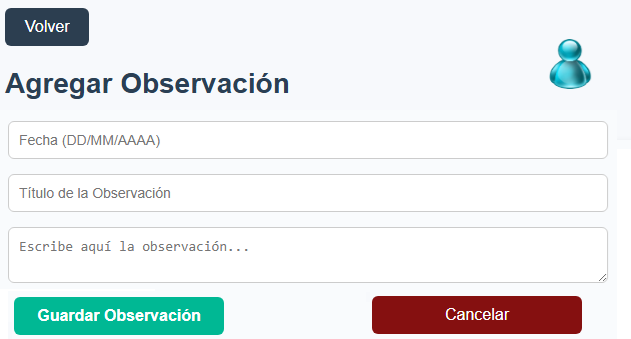 Volver
Agregar Observación
Fecha (DD/MM/AAAA)
Título de la Observación
Escribe aquí la observación...
Guardar Observación
Cancelar